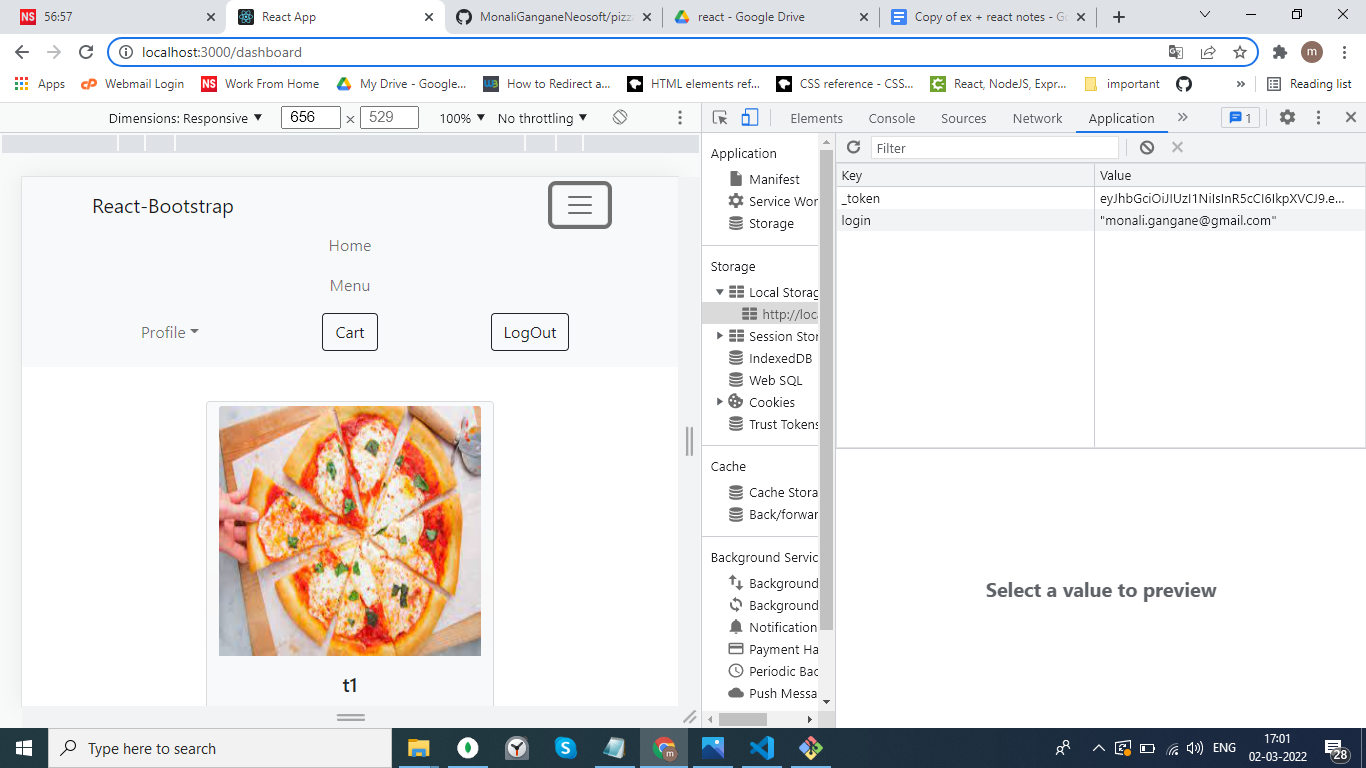 NS 56:57
React App
MonaliGanganeNeosoft/pizz
react - Google Drive
Copy of ex + react notes - Go
localhost:3000/dashboard
m
Apps
Webmail Login
NS Work From Home
My Drive - Google...
How to Redirect a...
HTML elements ref...
CSS reference - CSS...
React, NodeJS, Expr...
important
»
Reading list
Dimensions: Responsive
656 × 529
100%
No throttling
Elements
Console
Sources
Network
Application
»
1
React-Bootstrap
Home
Menu
Profile
Cart
LogOut
t1
Application
Manifest
Service Wor
Storage
Storage
Local Storag
http://loca
Session Stor
IndexedDB
Web SQL
Cookies
Trust Tokens
Cache
Cache Stora
Back/forwar
Background Servic
Background
Background
Notification
Payment Ha
Periodic Bac
Push Messa
Filter
Key Value
_token eyJhbGciOiJIUzI1NiIsInR5cCI6IkpXVCJ9.e...
login "monali.gangane@gmail.com"
Select a value to preview
Type here to search
ENG
17:01
02-03-2022
28